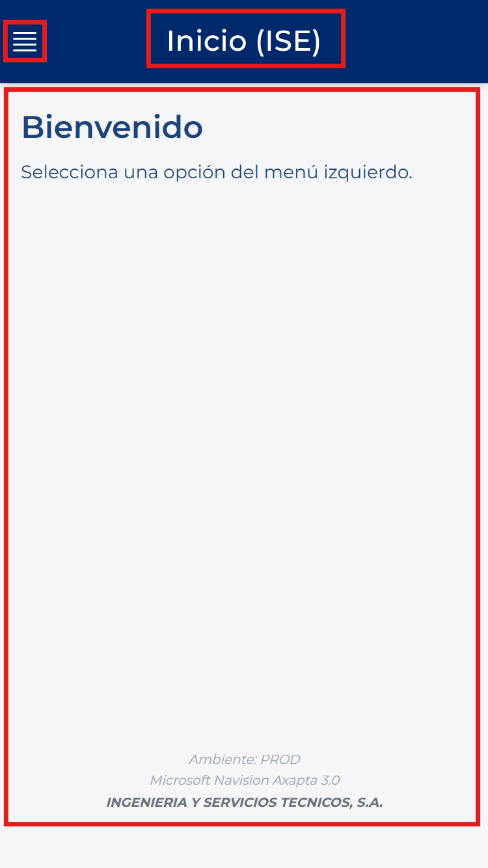 Inicio (ISE)
Bienvenido
Selecciona una opción del menú izquierdo.
Ambiente: PROD
Microsoft Navision Axapta 3.0
INGENIERIA Y SERVICIOS TECNICOS, S.A.